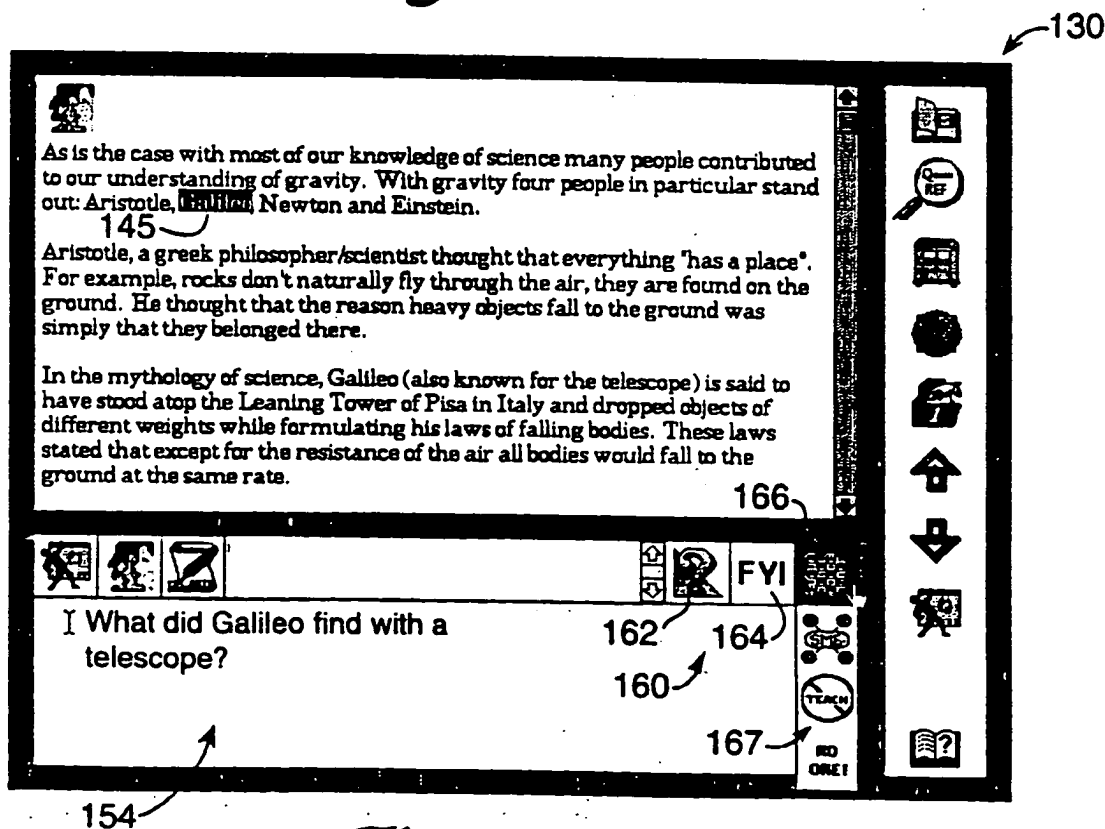 130
As is the case with most of our knowledge of science many people contributed
to our understanding of gravity. With gravity four people in particular stand
out: Aristotle, Galileo, Newton and Einstein.
145
Aristotle, a greek philosopher/scientist thought that everything "has a place".
For example, rocks don't naturally fly through the air, they are found on the
ground. He thought that the reason heavy objects fall to the ground was
simply that they belonged there.
In the mythology of science, Galileo (also known for the telescope) is said to
have stood atop the Leaning Tower of Pisa in Italy and dropped objects of
different weights while formulating his laws of falling bodies. These laws
stated that except for the resistance of the air all bodies would fall to the
ground at the same rate.
REF
1
166
FYI
What did Galileo find with a
telescope?
162
164
160
SMS
TEACH
167
NO
ONE!
154